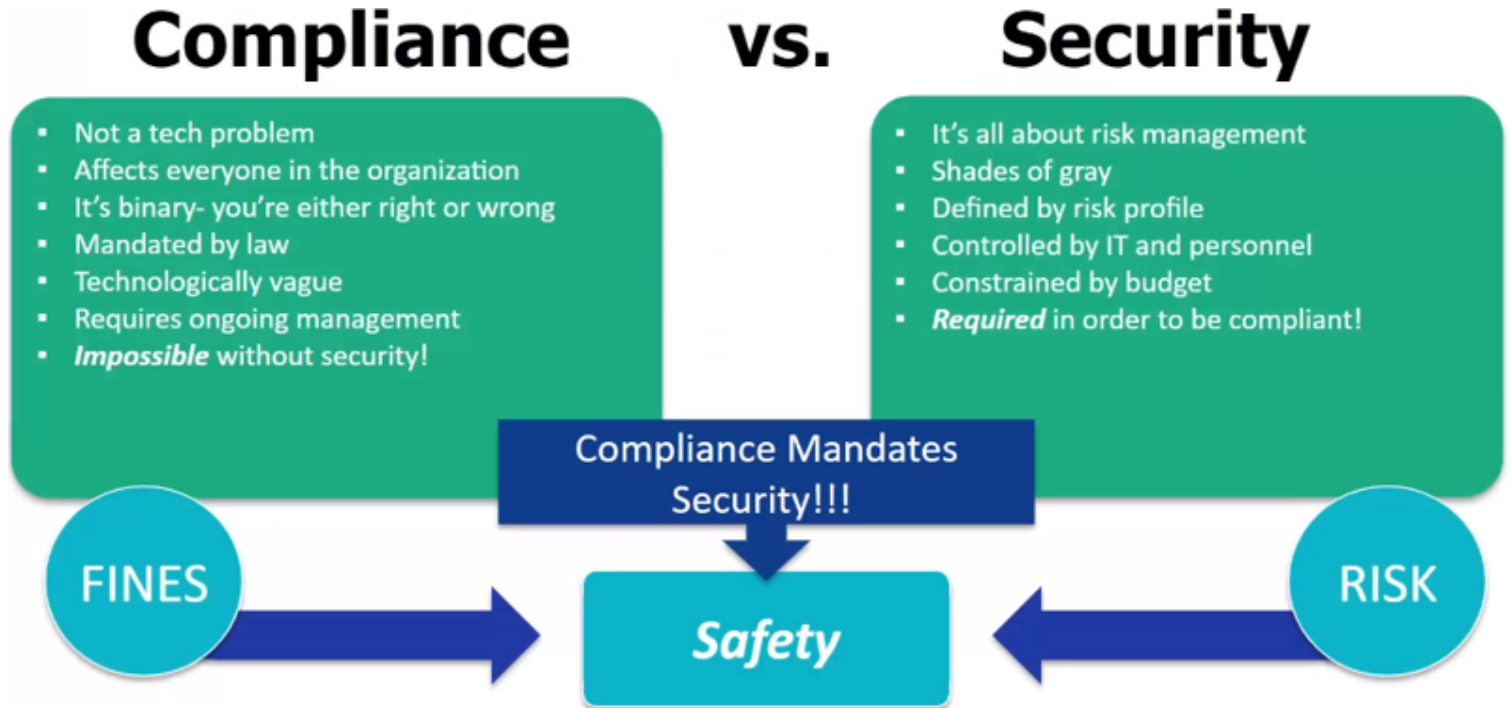 Compliance vs. Security
▪ Not a tech problem
▪ Affects everyone in the organization
▪ It's binary- you're either right or wrong
▪ Mandated by law
▪ Technologically vague
▪ Requires ongoing management
▪ Impossible without security!
▪ It's all about risk management
▪ Shades of gray
▪ Defined by risk profile
▪ Controlled by IT and personnel
▪ Constrained by budget
▪ Required in order to be compliant!
Compliance Mandates
Security!!!
FINES
Safety
RISK